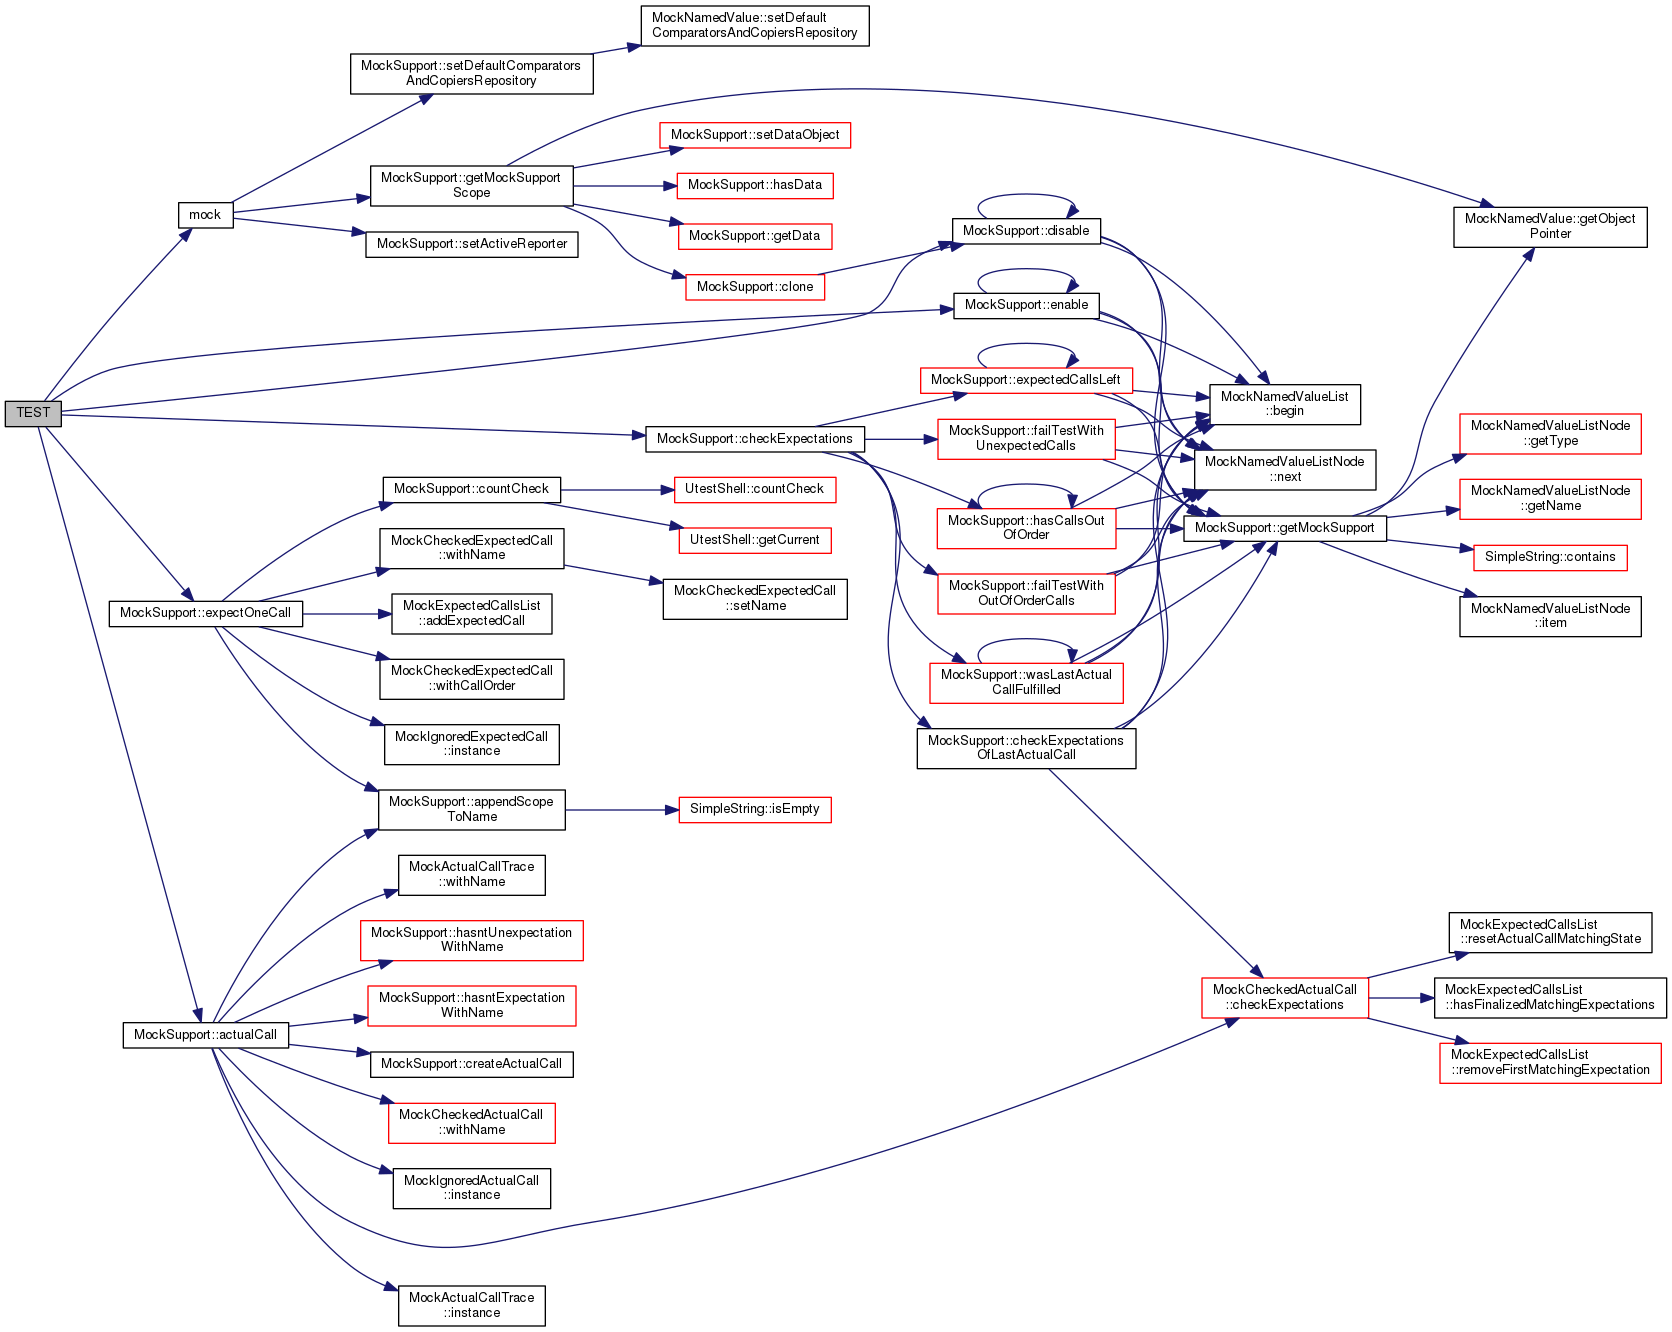 TEST
mock
MockSupport::setDefaultComparators
AndCopiersRepository
MockNamedValue::setDefault
ComparatorsAndCopiersRepository
MockSupport::getMockSupport
Scope
MockSupport::setActiveReporter
MockSupport::setDataObject
MockSupport::hasData
MockSupport::getData
MockSupport::clone
MockSupport::disable
MockSupport::enable
MockNamedValue::getObject
Pointer
MockSupport::checkExpectations
MockSupport::expectedCallsLeft
MockSupport::failTestWith
UnexpectedCalls
MockSupport::hasCallsOut
OfOrder
MockSupport::failTestWith
OutOfOrderCalls
MockSupport::wasLastActual
CallFulfilled
MockSupport::checkExpectations
OfLastActualCall
MockNamedValueList
::begin
MockNamedValueListNode
::next
MockSupport::getMockSupport
MockNamedValueListNode
::getType
MockNamedValueListNode
::getName
SimpleString::contains
MockNamedValueListNode
::item
MockSupport::expectOneCall
MockSupport::countCheck
UtestShell::countCheck
UtestShell::getCurrent
MockCheckedExpectedCall
::withName
MockCheckedExpectedCall
::setName
MockExpectedCallsList
::addExpectedCall
MockCheckedExpectedCall
::withCallOrder
MockIgnoredExpectedCall
::instance
MockSupport::appendScope
ToName
SimpleString::isEmpty
MockSupport::actualCall
MockActualCallTrace
::withName
MockSupport::hasntUnexpectation
WithName
MockSupport::hasntExpectation
WithName
MockSupport::createActualCall
MockCheckedActualCall
::withName
MockIgnoredActualCall
::instance
MockActualCallTrace
::instance
MockCheckedActualCall
::checkExpectations
MockExpectedCallsList
::resetActualCallMatchingState
MockExpectedCallsList
::hasFinalizedMatchingExpectations
MockExpectedCallsList
::removeFirstMatchingExpectation